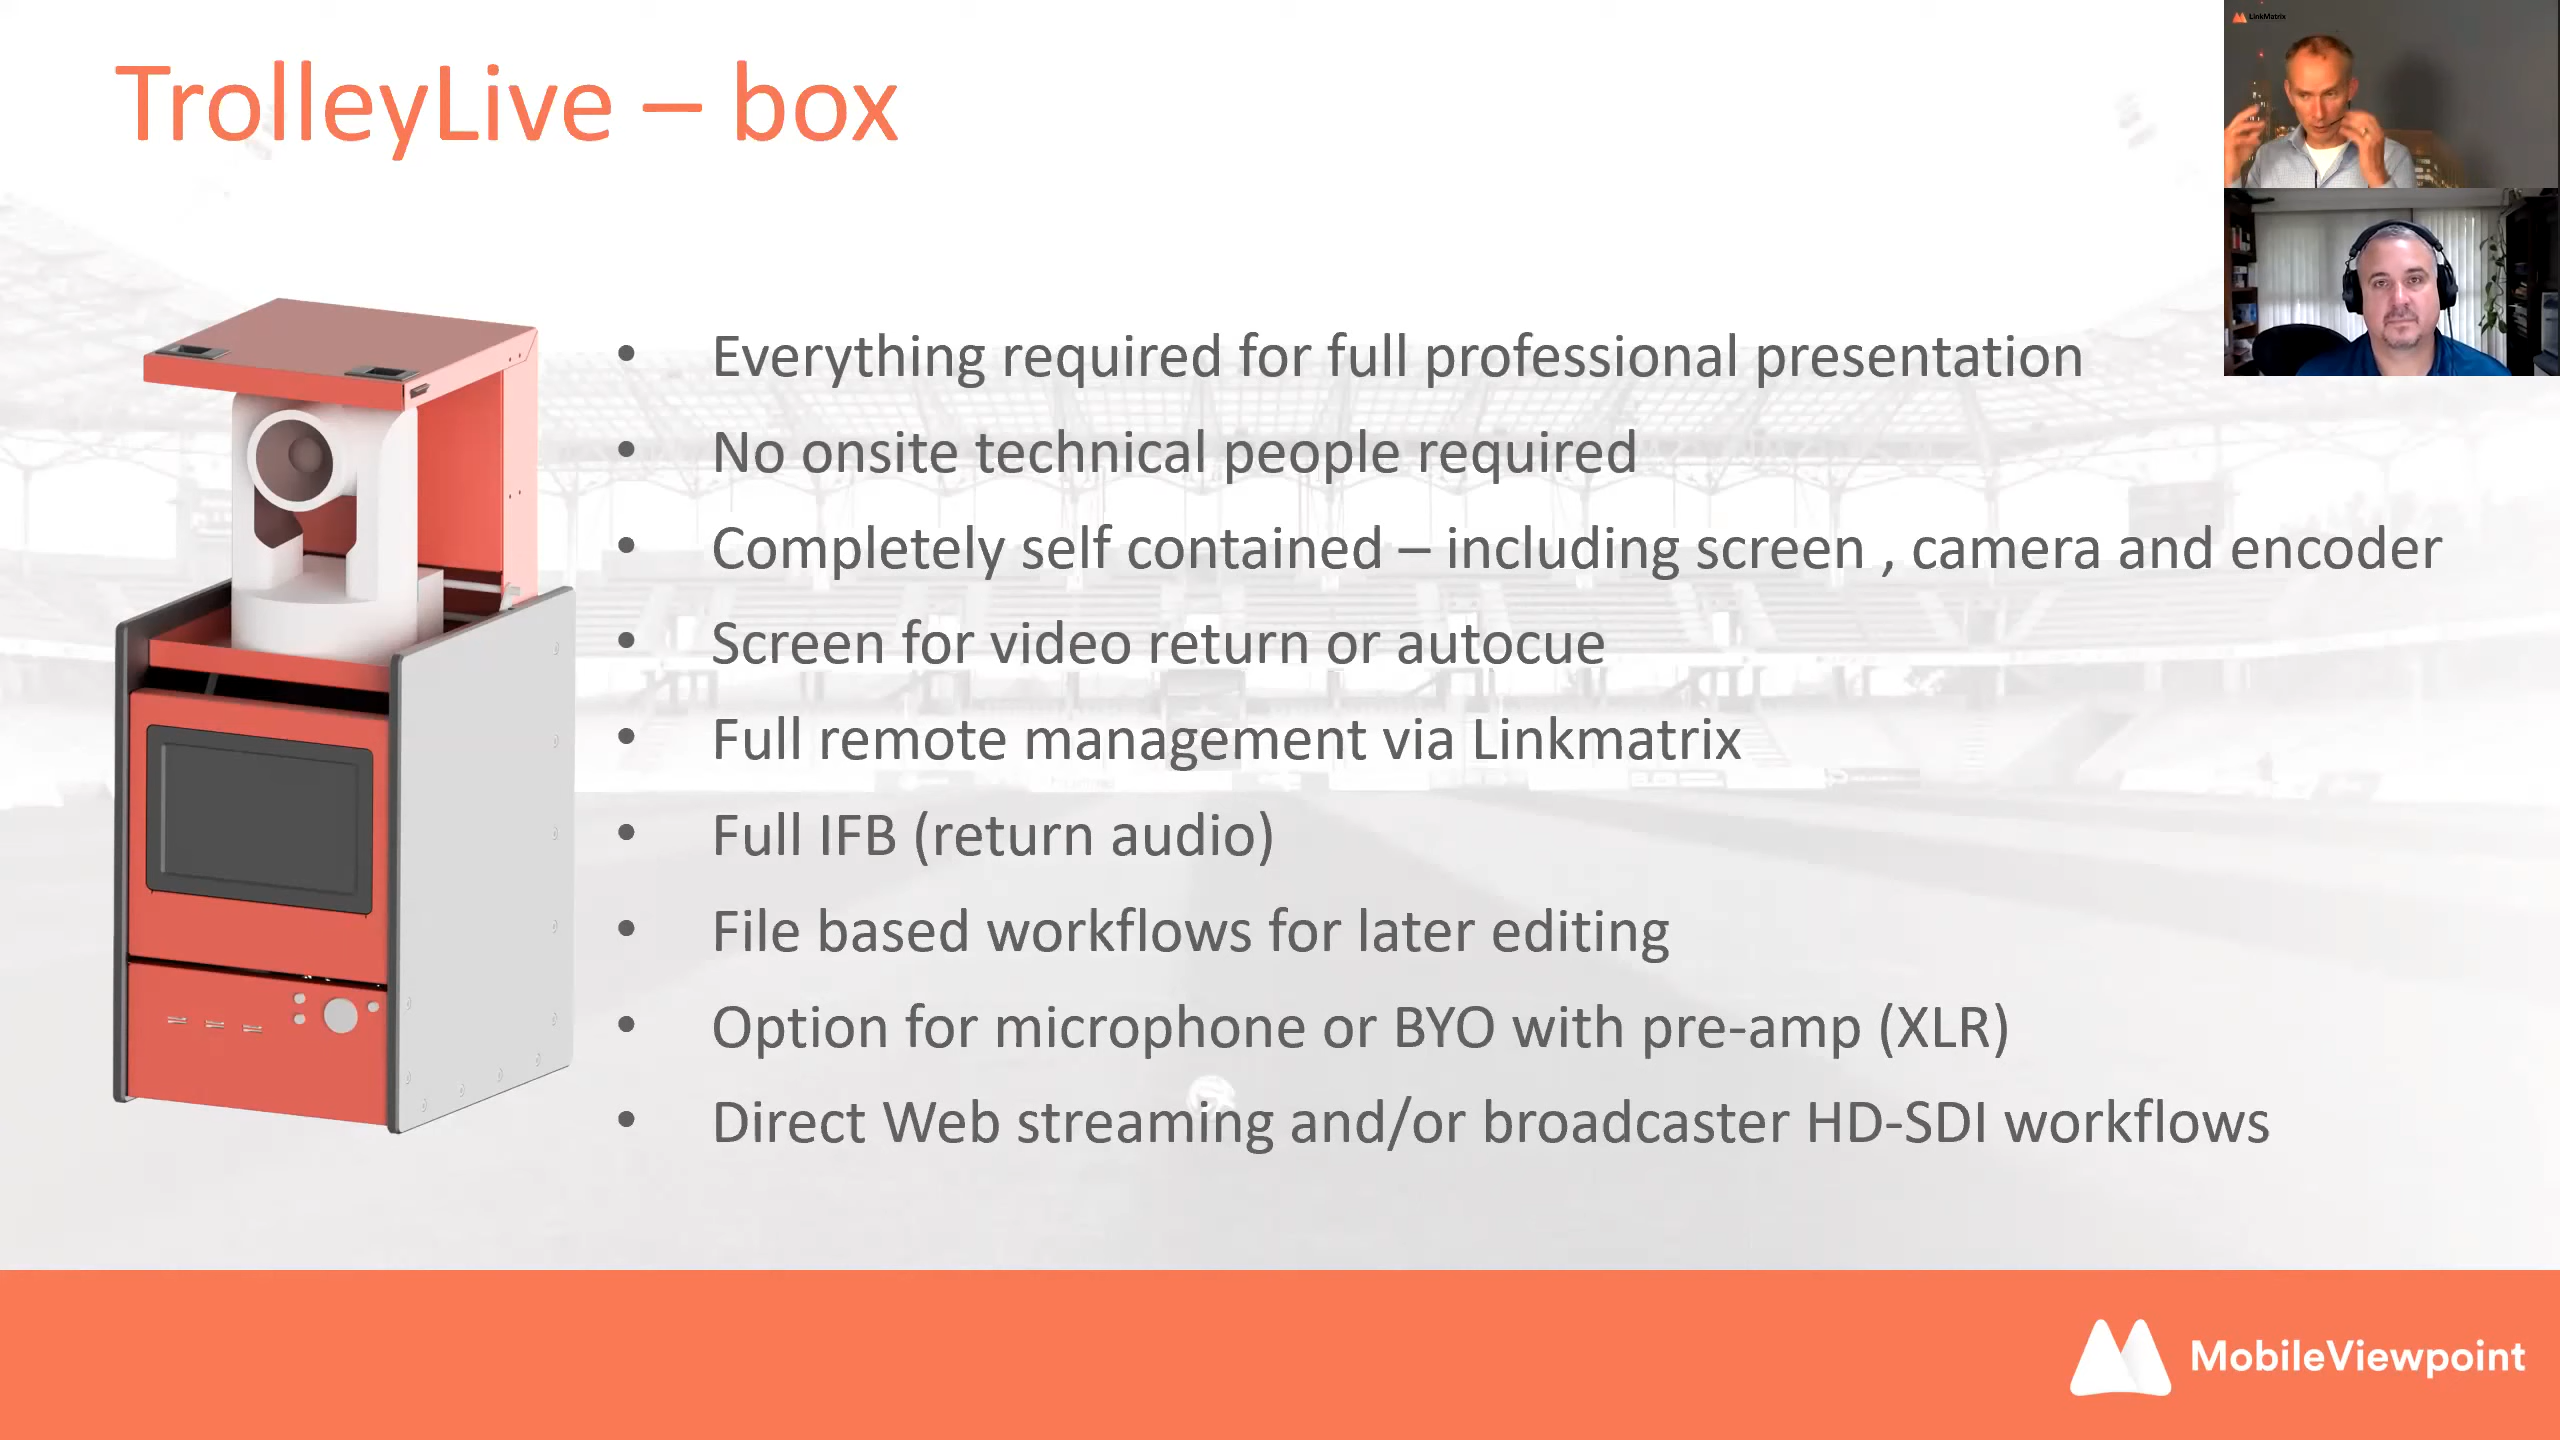 TrolleyLive – box
LinkMatrix
• Everything required for full professional presentation
• No onsite technical people required
• Completely self contained – including screen , camera and encoder
• Screen for video return or autocue
• Full remote management via Linkmatrix
• Full IFB (return audio)
• File based workflows for later editing
• Option for microphone or BYO with pre-amp (XLR)
• Direct Web streaming and/or broadcaster HD-SDI workflows
MobileViewpoint